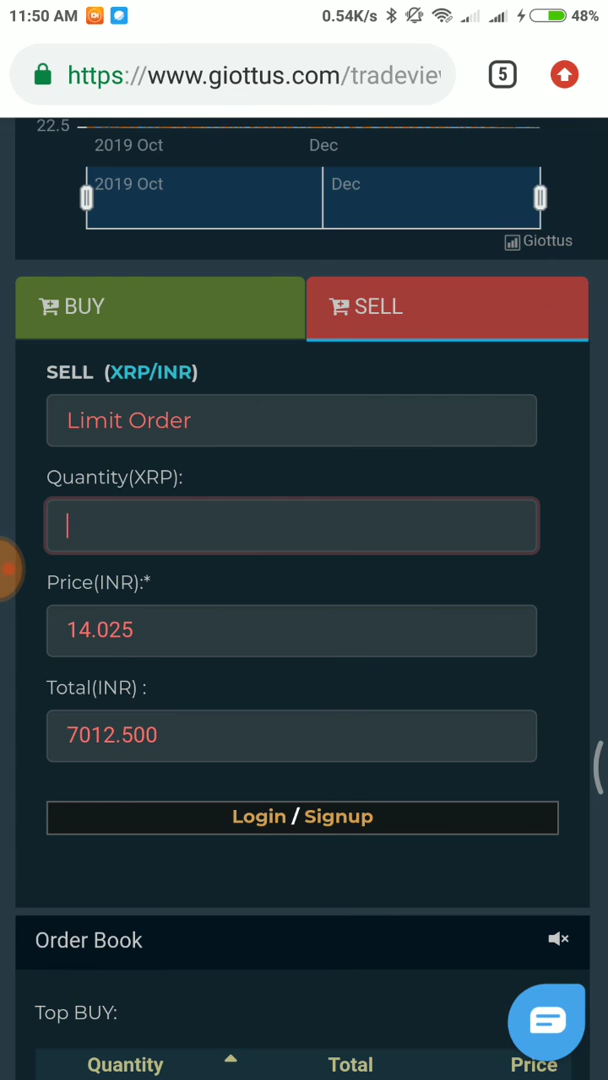 11:50 AM 0.54K/s 48%
https://www.giottus.com/tradeview 5
22.5
2019 Oct Dec
2019 Oct Dec
Giottus
BUY SELL
SELL (XRP/INR)
Limit Order
Quantity(XRP):
Price(INR):*
14.025
Total(INR) :
7012.500
Login / Signup
Order Book
Top BUY:
Quantity Total Price